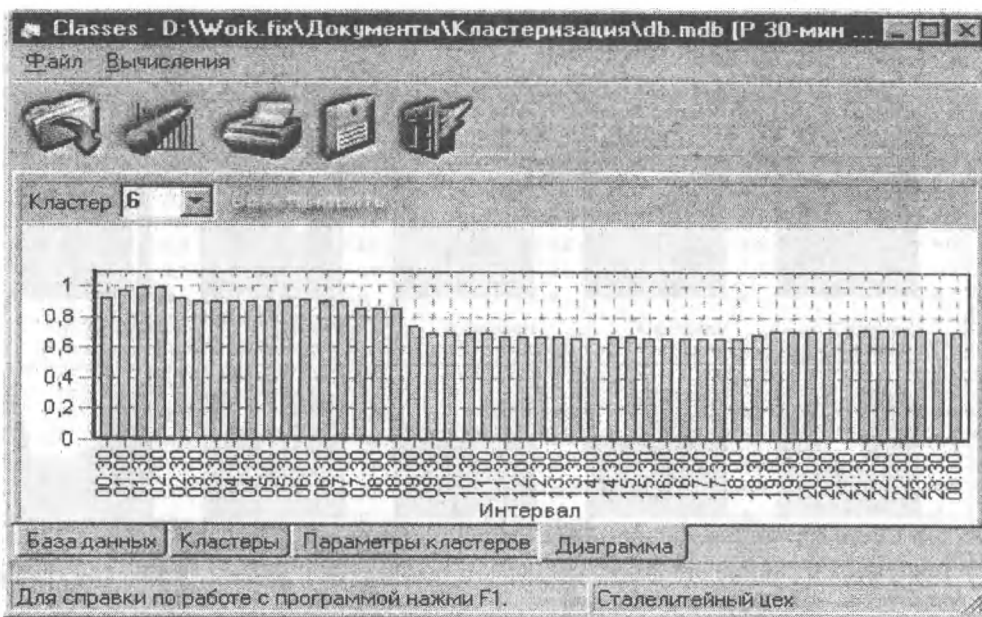 Classes - D:\Work.fix\Документы\Кластеризация\db.mdb [Р 30-мин ...
Файл Вычисления
Кластер 6
1
0,8
0,6
0,4
0,2
0
00:30 01:00 01:30 02:00 02:30 03:00 03:30 04:00 04:30 05:00 05:30 06:00 06:30 07:00 07:30 08:00 08:30 09:00 09:30 10:00 10:30 11:00 11:30 12:00 12:30 13:00 13:30 14:00 14:30 15:00 15:30 16:00 16:30 17:00 17:30 18:00 18:30 19:00 19:30 20:00 20:30 21:00 21:30 22:00 22:30 23:00 23:30 00:00
Интервал
База данных Кластеры Параметры кластеров Диаграмма
Для справки по работе с программой нажми F1. Сталелитейный цех